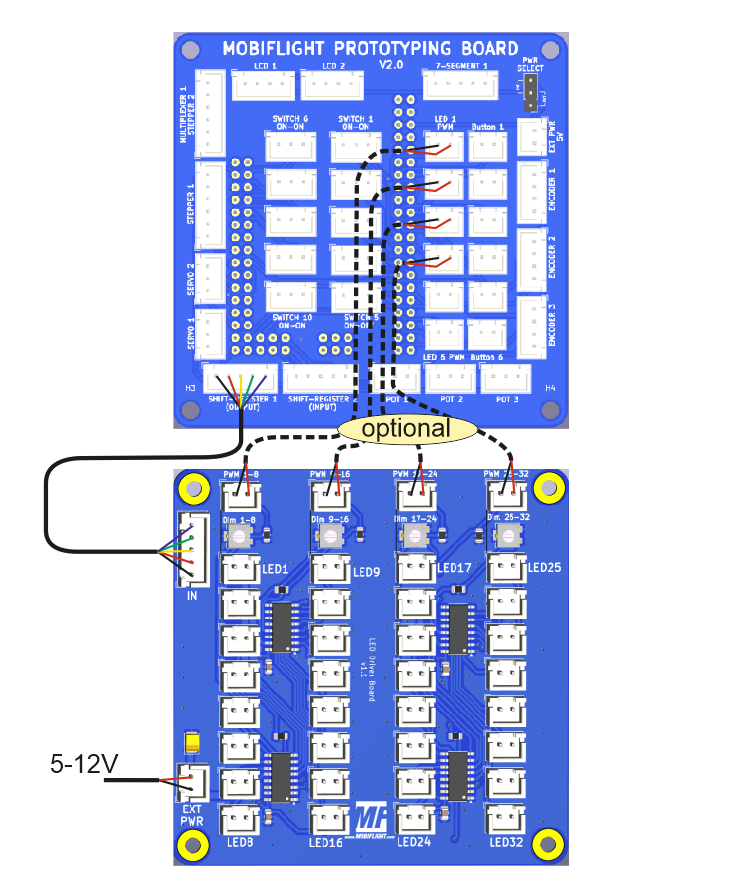 MOBIFLIGHT PROTOTYPING BOARD
V2.0
LCD 1
LCD 2
7-SEGMENT 1
PWR
SELECT
MULTIPLEXER 1
STEPPER 2
SWITCH 6
ON-ON
SWITCH 1
ON-ON
LED 1
PWM
Button 1
EXT PWR
5V
STEPPER 1
ENCODER 1
SERVO 2
ENCODER 2
SERVO 1
ENCODER 3
SWITCH 10
ON-ON
SWITCH 5
ON-ON
LED 6 PWM
Button 6
H3
SHIFT-REGISTER 1
(OUTPUT)
SHIFT-REGISTER
(INPUT)
POT 1
POT 2
POT 3
H4
optional
PWM 1-8
PWM 9-16
PWM 17-24
PWM 25-32
Dim 1-8
Dim 9-16
Dim 17-24
Dim 25-32
LED1
LED9
LED17
LED25
IN
LED Driver Board
v1.1
5-12V
EXT
PWR
MF
WWW.MOBIFLIGHT.COM
LED8
LED16
LED24
LED32